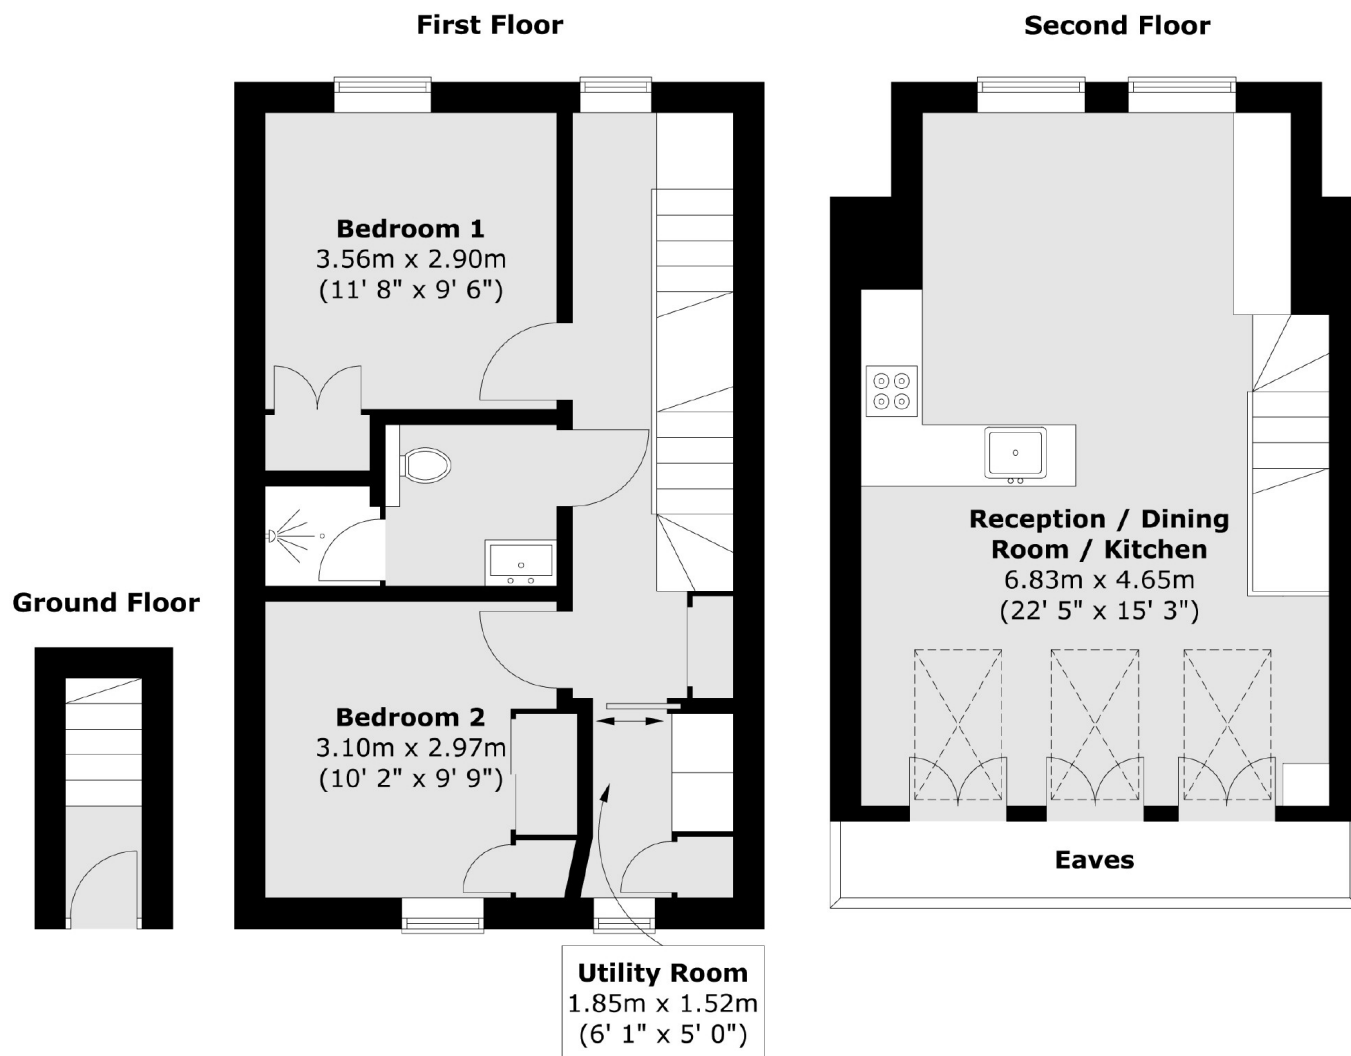 First Floor
Second Floor
Bedroom 1
3.56m x 2.90m
(11' 8" x 9' 6")
Reception / Dining
Room / Kitchen
6.83m x 4.65m
(22' 5" x 15' 3")
Ground Floor
Bedroom 2
3.10m x 2.97m
(10' 2" x 9' 9")
Eaves
Utility Room
1.85m x 1.52m
(6' 1" x 5' 0")